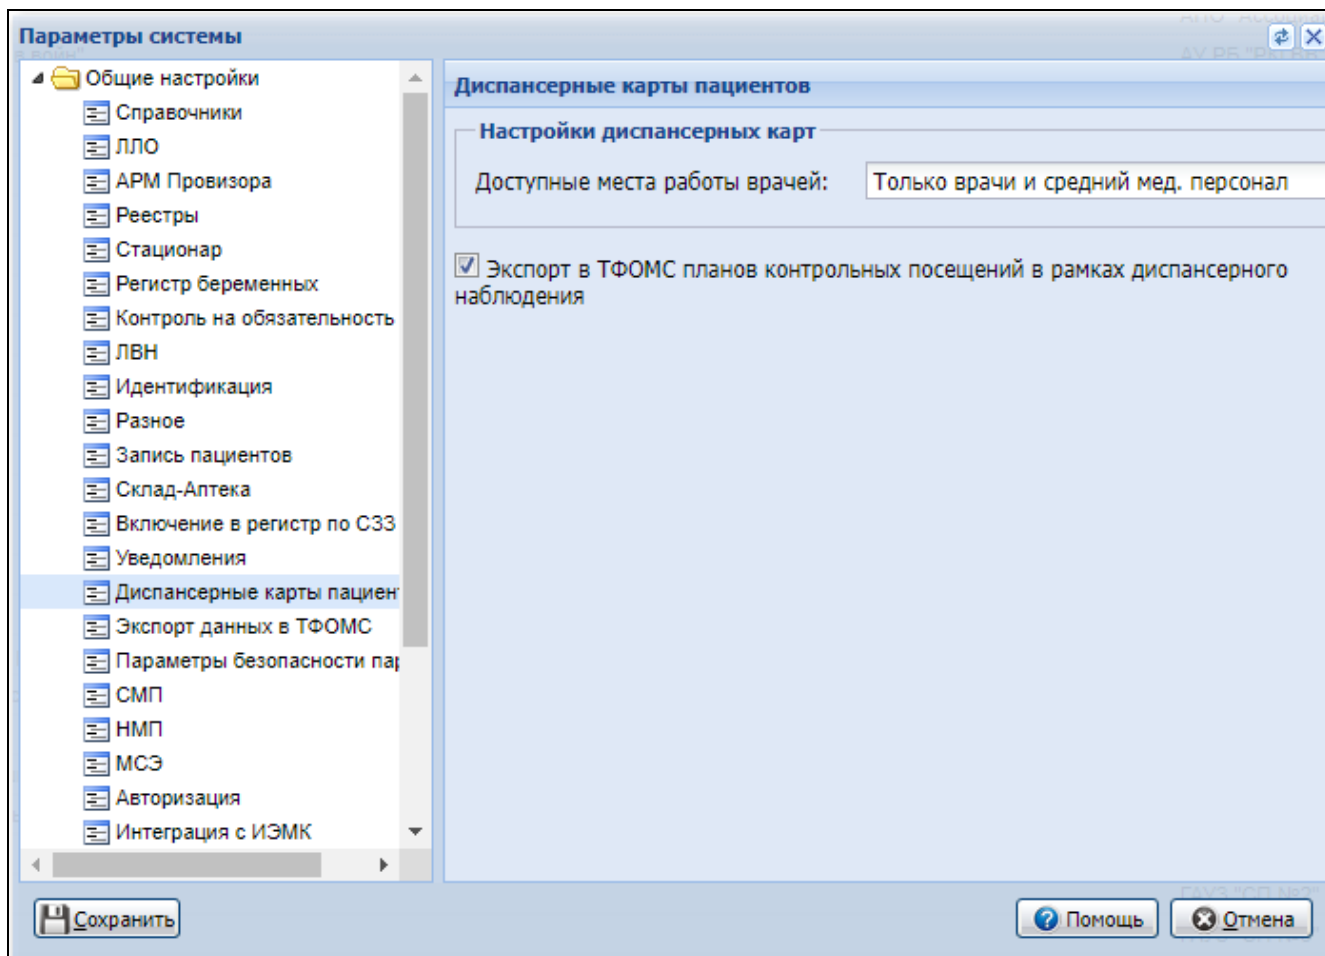 Параметры системы
Общие настройки
Справочники
ЛЛО
АРМ Провизора
Реестры
Стационар
Регистр беременных
Контроль на обязательность
ЛВН
Идентификация
Разное
Запись пациентов
Склад-Аптека
Включение в регистр по СЗЗ
Уведомления
Диспансерные карты пациен
Экспорт данных в ТФОМС
Параметры безопасности пар
СМП
НМП
МСЭ
Авторизация
Интеграция с ИЭМК
Диспансерные карты пациентов
Настройки диспансерных карт
Доступные места работы врачей: Только врачи и средний мед. персонал
Экспорт в ТФОМС планов контрольных посещений в рамках диспансерного
наблюдения
Сохранить
Помощь
Отмена